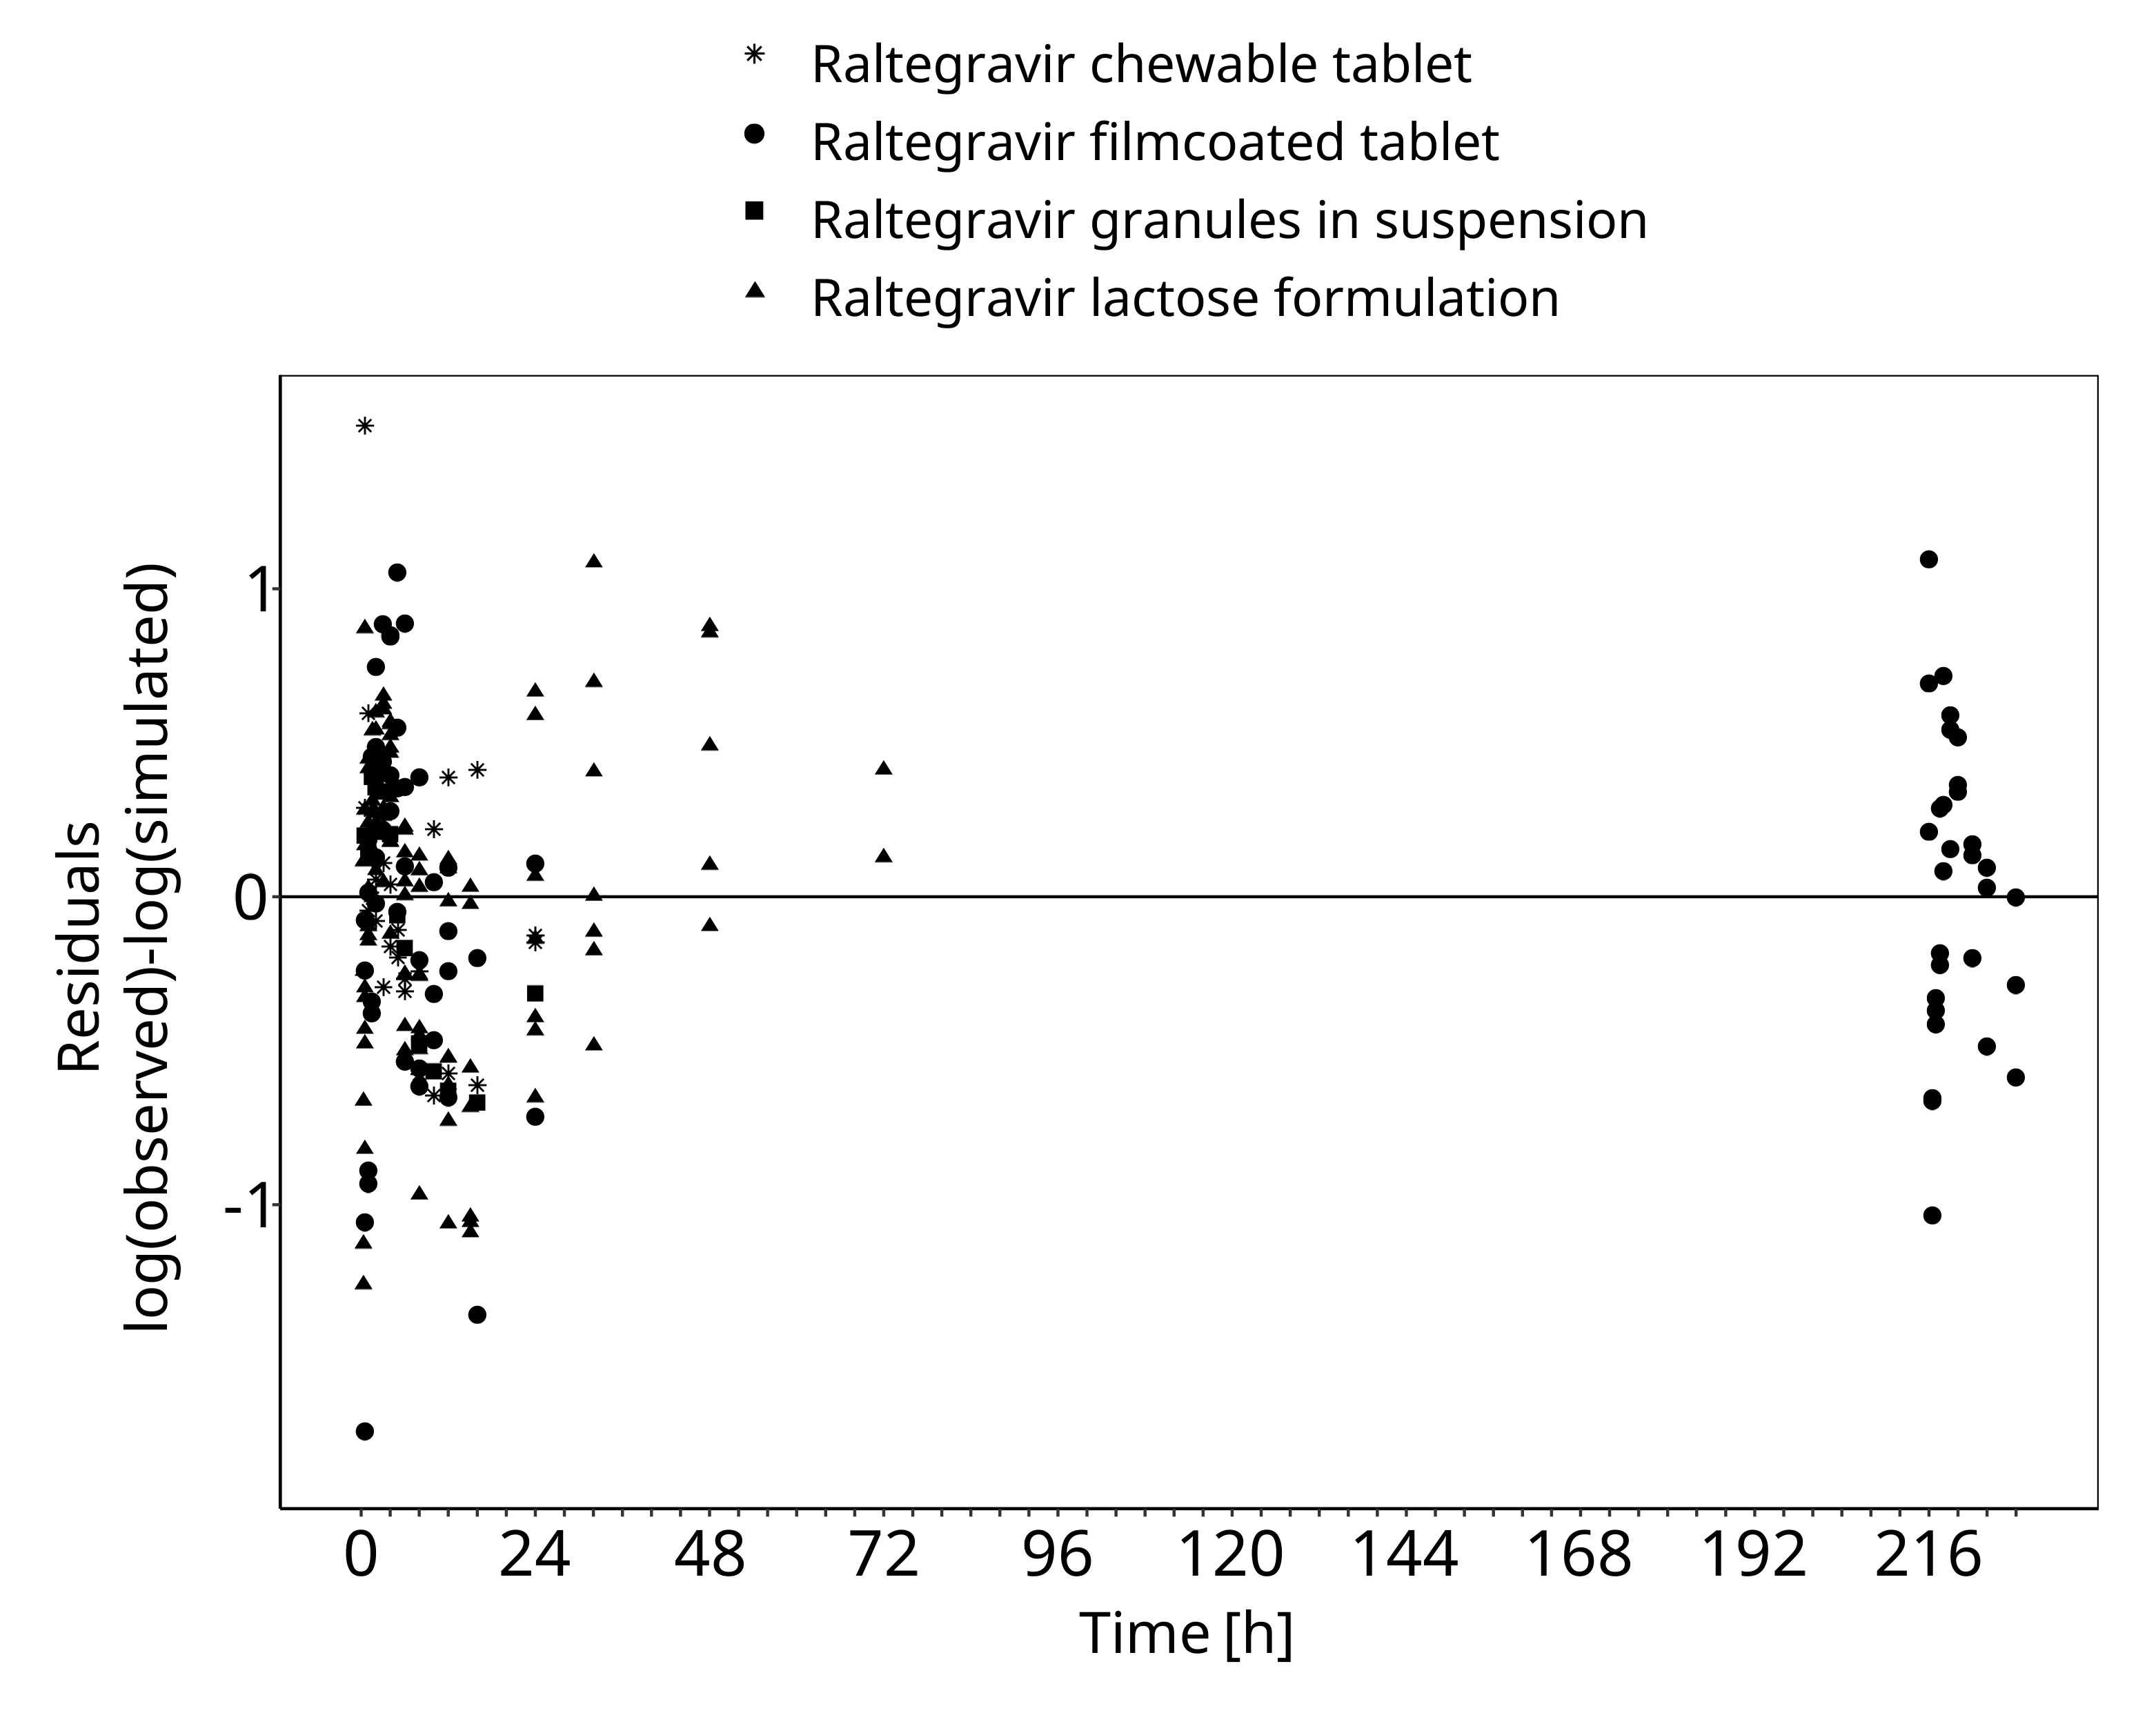 Raltegravir chewable tablet
Raltegravir filmcoated tablet
Raltegravir granules in suspension
Raltegravir lactose formulation
Residuals
log(observed)-log(simulated)
1
0
-1
0 24 48 72 96 120 144 168 192 216
Time [h]